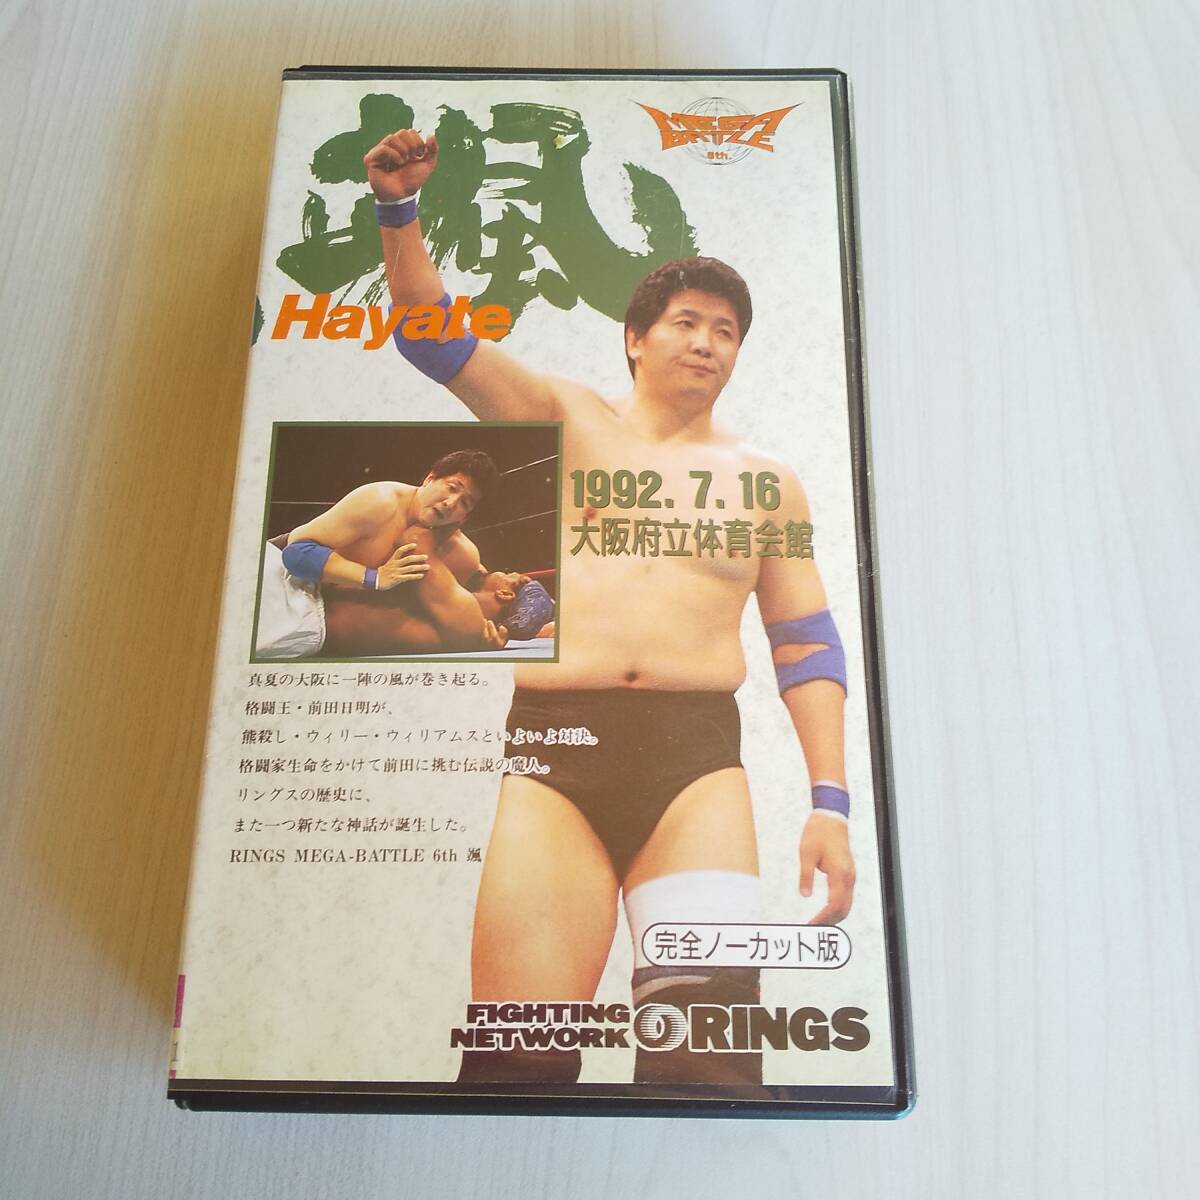 颯
MEGA
BATTLE
6th.
Hayate
1992. 7. 16
大阪府立体育会館
真夏の大阪に一陣の風が巻き起る。
格闘王・前田日明が、
熊殺し・ウィリー・ウィリアムスといよいよ対決。
格闘家生命をかけて前田に挑む伝説の魔人。
リングスの歴史に、
また一つ新たな神話が誕生した。
RINGS MEGA-BATTLE 6th 颯
完全ノーカット版
FIGHTING
NETWORK RINGS
1